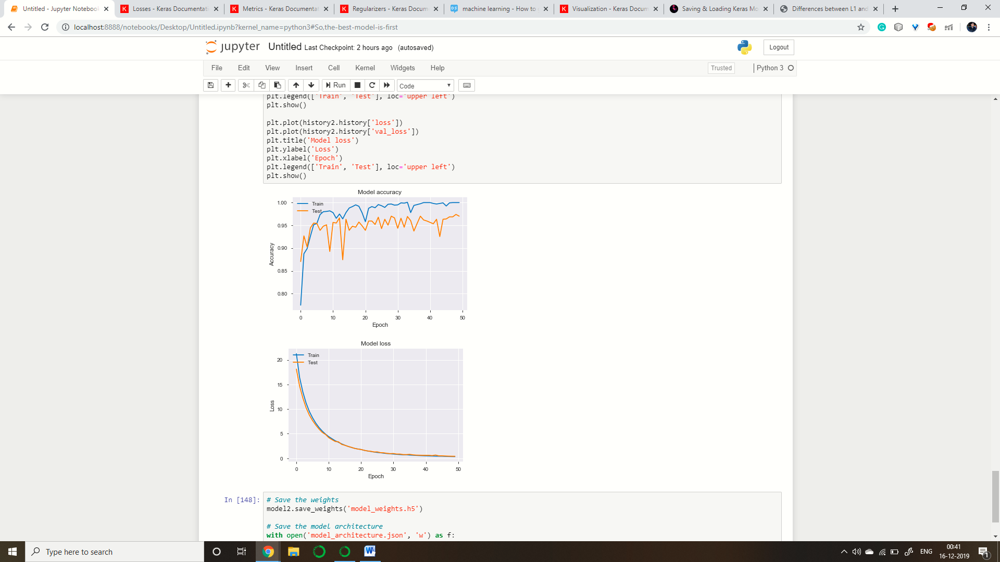 Untitled - Jupyter Notebook
Losses - Keras Documentati
Metrics - Keras Documentat
Regularizers - Keras Docum
machine learning - How to
Visualization - Keras Docum
Saving & Loading Keras Mo
Differences between L1 and
localhost:8888/notebooks/Desktop/Untitled.ipynb?kernel_name=python3#So,the-best-model-is-first
jupyter Untitled Last Checkpoint: 2 hours ago (autosaved)
Logout
File Edit View Insert Cell Kernel Widgets Help
Trusted
Python 3
Run
Code
plt.legend(['Train', 'Test'], loc='upper left')
plt.show()
plt.plot(history2.history['loss'])
plt.plot(history2.history['val_loss'])
plt.title('Model loss')
plt.ylabel('Loss')
plt.xlabel('Epoch')
plt.legend(['Train', 'Test'], loc='upper left')
plt.show()
Model accuracy
Train
Test
1.00
0.95
0.90
0.85
0.80
Accuracy
0 10 20 30 40 50
Epoch
Model loss
Train
Test
20
15
10
5
0
Loss
0 10 20 30 40 50
Epoch
In [148]:
# Save the weights
model2.save_weights('model_weights.h5')
# Save the model architecture
with open('model_architecture.json', 'w') as f:
Type here to search
ENG
00:41
16-12-2019
1